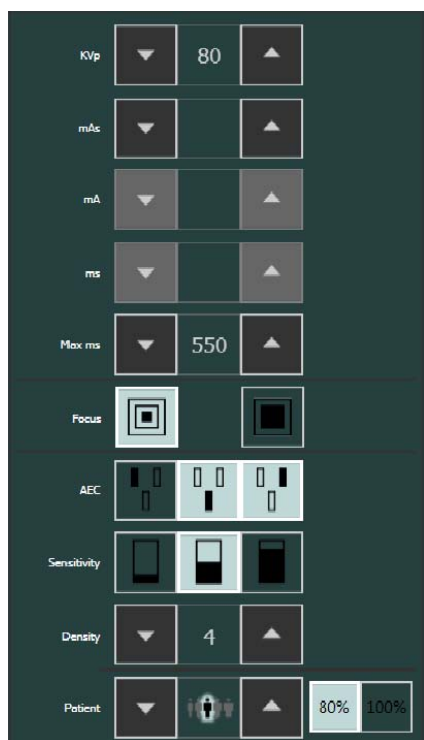 KVp 80
mAs
mA
ms
Max ms 550
Focus
AEC
Sensitivity
Density 4
Patient 80% 100%